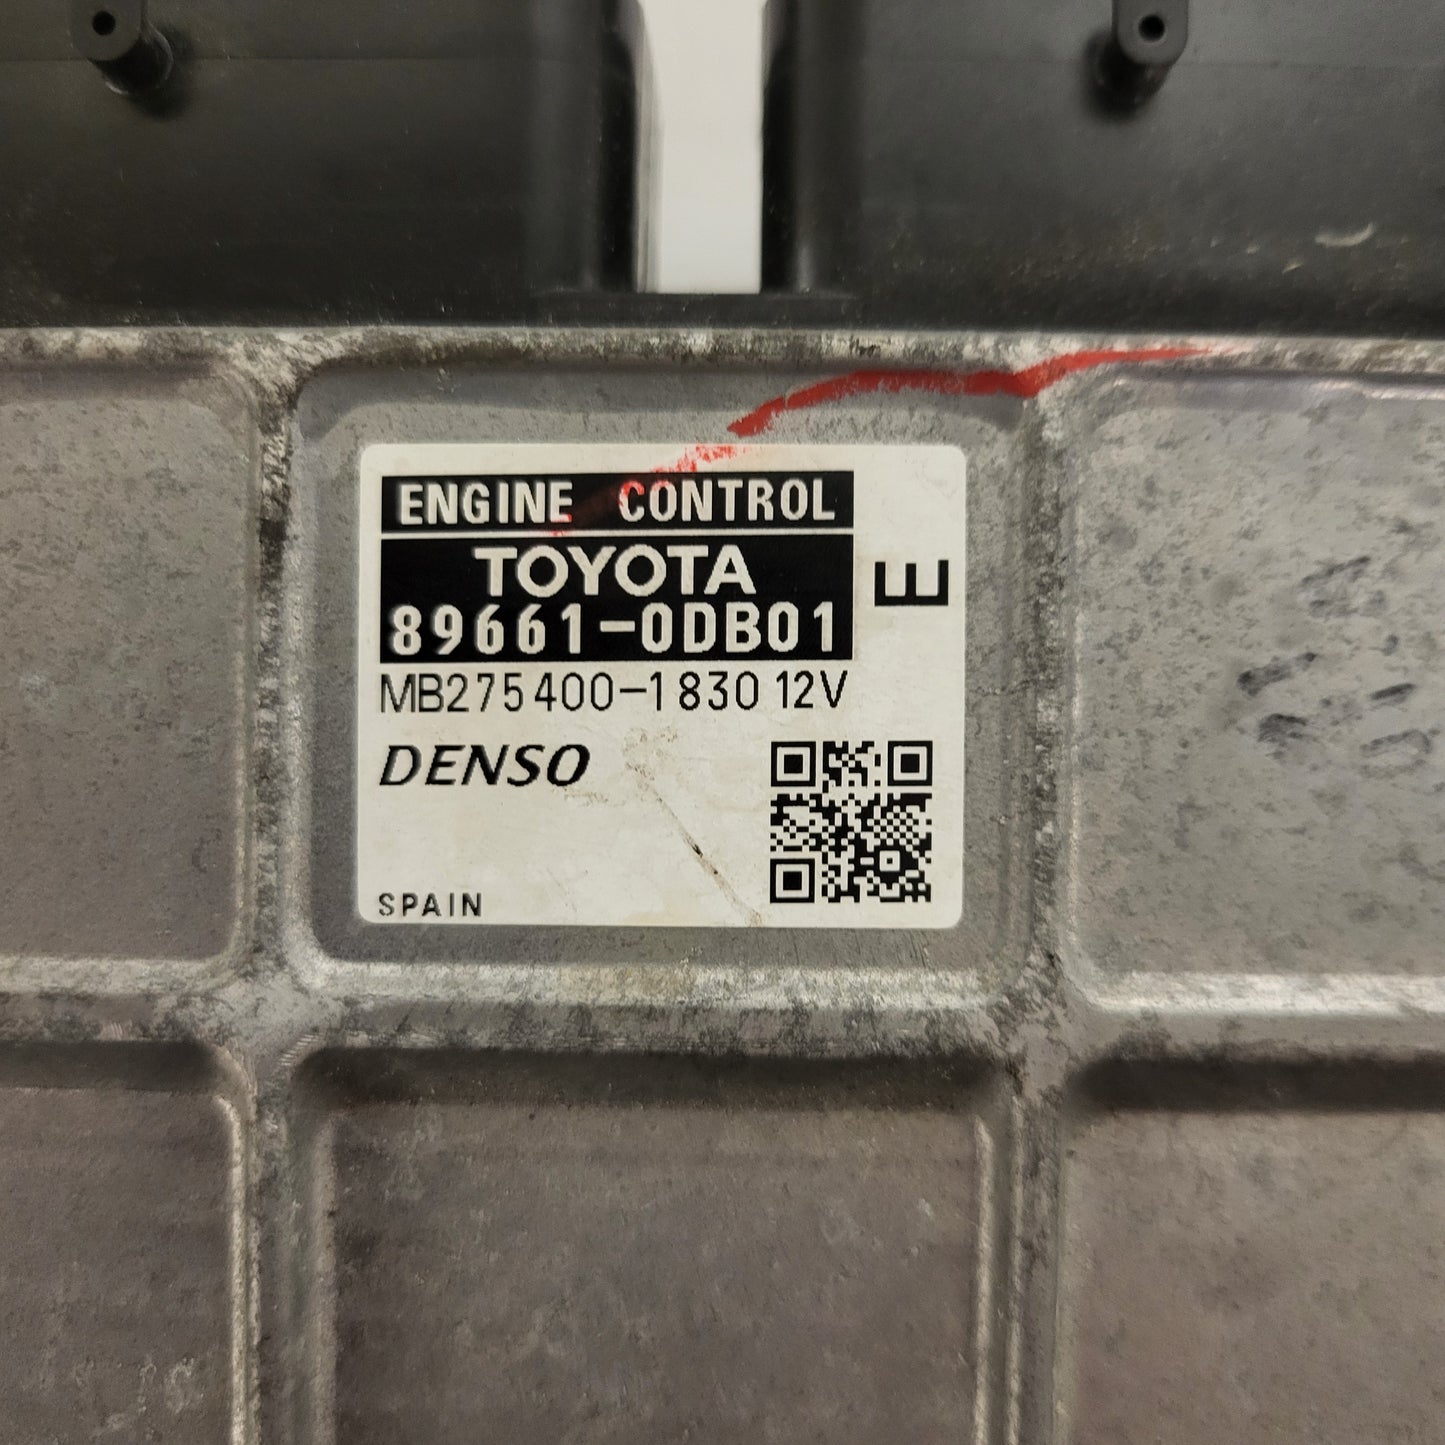 ENGINE CONTROL
TOYOTA
89661-0DB01
E
MB275400-1830 12V
DENSO
SPAIN